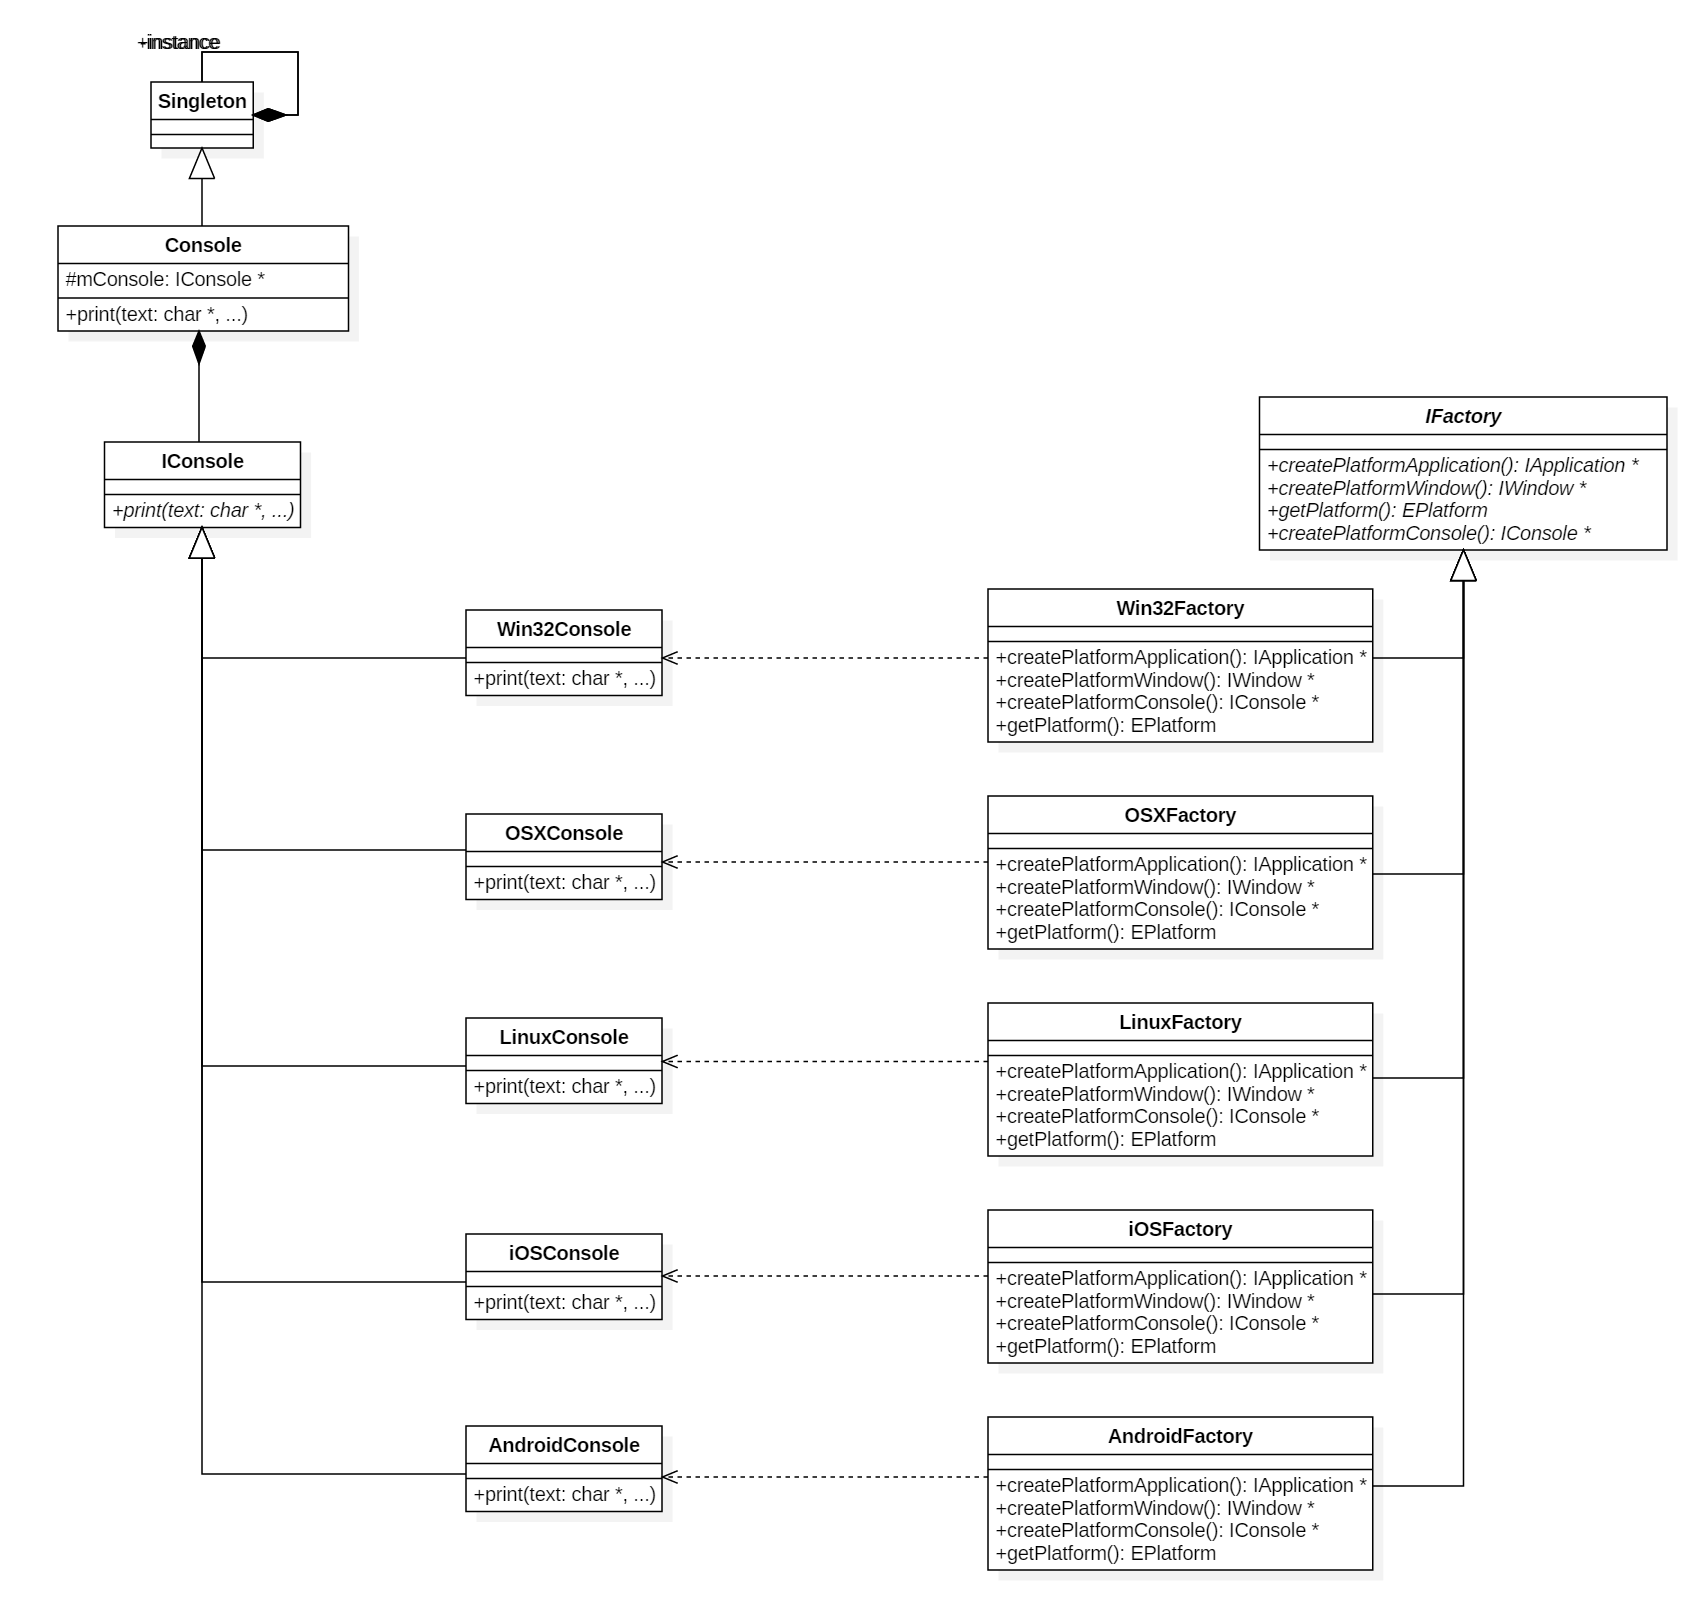 +instance
Singleton
Console
#mConsole: IConsole *
+print(text: char *, ...)
IConsole
+print(text: char *, ...)
IFactory
+createPlatformApplication(): IApplication *
+createPlatformWindow(): IWindow *
+getPlatform(): EPlatform
+createPlatformConsole(): IConsole *
Win32Console
+print(text: char *, ...)
Win32Factory
+createPlatformApplication(): IApplication *
+createPlatformWindow(): IWindow *
+createPlatformConsole(): IConsole *
+getPlatform(): EPlatform
OSXConsole
+print(text: char *, ...)
OSXFactory
+createPlatformApplication(): IApplication *
+createPlatformWindow(): IWindow *
+createPlatformConsole(): IConsole *
+getPlatform(): EPlatform
LinuxConsole
+print(text: char *, ...)
LinuxFactory
+createPlatformApplication(): IApplication *
+createPlatformWindow(): IWindow *
+createPlatformConsole(): IConsole *
+getPlatform(): EPlatform
iOSConsole
+print(text: char *, ...)
iOSFactory
+createPlatformApplication(): IApplication *
+createPlatformWindow(): IWindow *
+createPlatformConsole(): IConsole *
+getPlatform(): EPlatform
AndroidConsole
+print(text: char *, ...)
AndroidFactory
+createPlatformApplication(): IApplication *
+createPlatformWindow(): IWindow *
+createPlatformConsole(): IConsole *
+getPlatform(): EPlatform